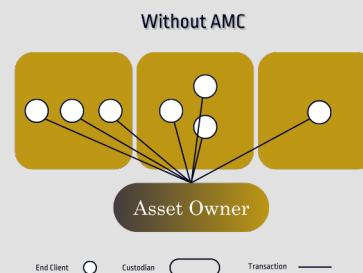 Without AMC
Asset Owner
End Client
Custodian
Transaction